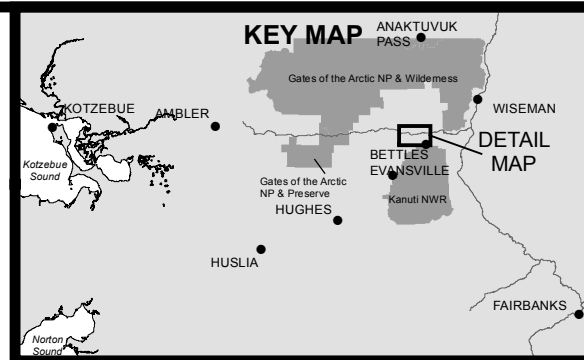 KEY MAP
ANAKTUVUK
PASS
Gates of the Arctic NP & Wilderness
KOTZEBUE
AMBLER
WISEMAN
Kotzebue
Sound
DETAIL
MAP
BETTLES
EVANSVILLE
Gates of the Arctic
NP & Preserve
Kanuti NWR
HUGHES
HUSLIA
FAIRBANKS
Norton
Sound